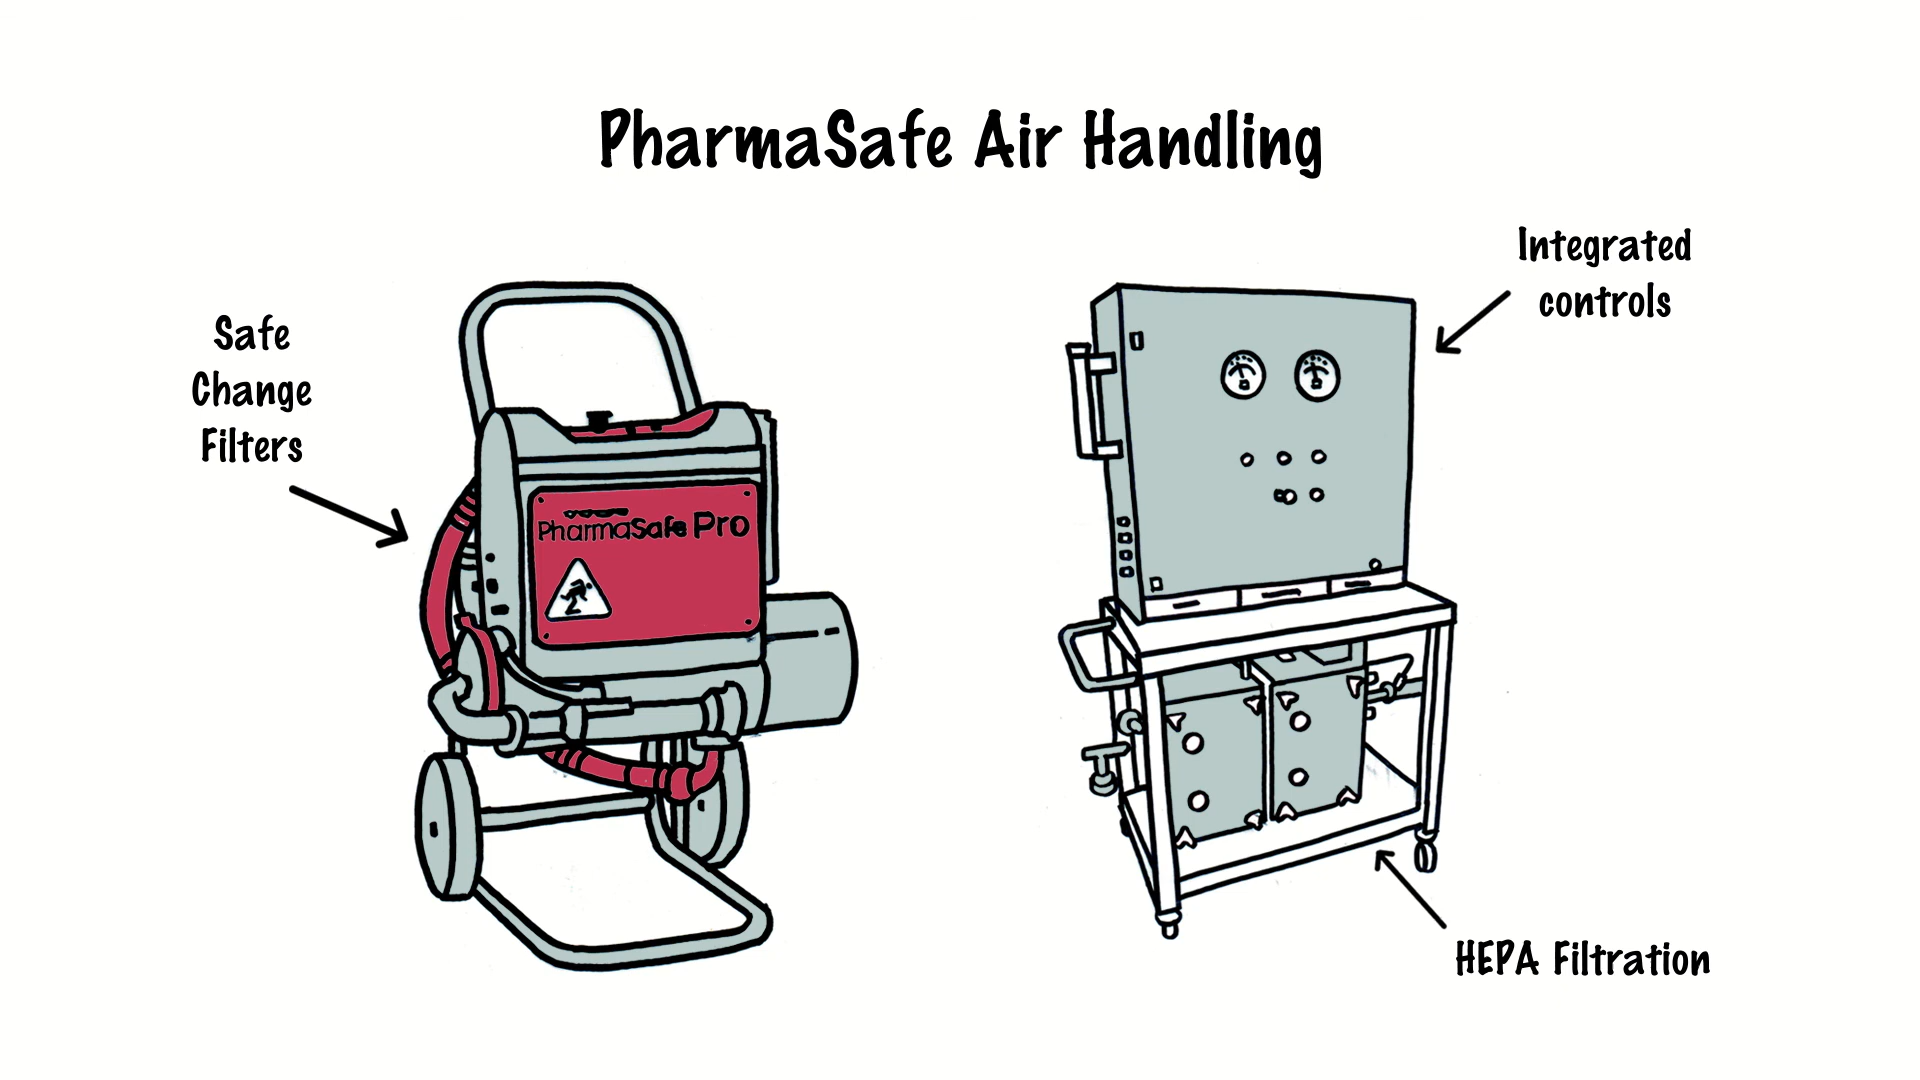 PharmaSafe Air Handling
Integrated
controls
Safe
Change
Filters
PharmaSafe Pro
HEPA Filtration